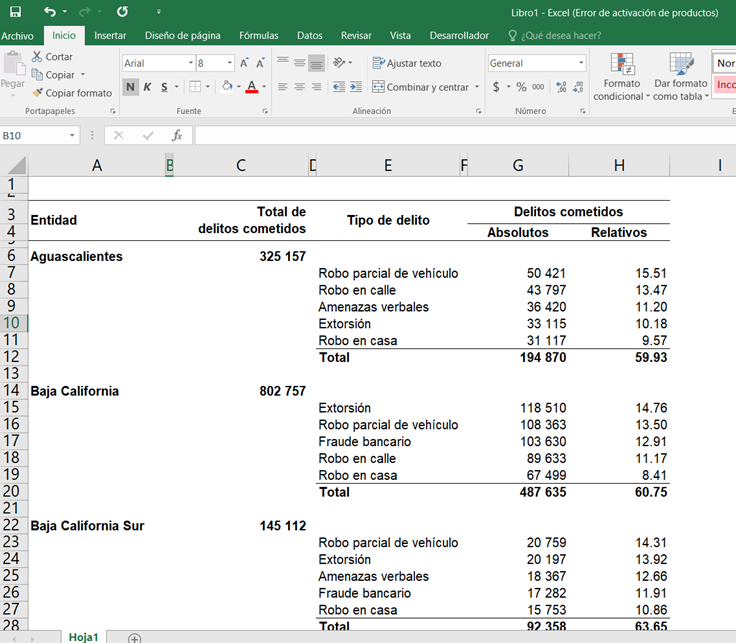 Libro1 - Excel (Error de activación de productos)
Archivo Inicio Insertar Diseño de página Fórmulas Datos Revisar Vista Desarrollador ¿Qué desea hacer?
Pegar
Cortar
Copiar
Copiar formato
Portapapeles
Arial 8 A A
N K S A
Fuente
Ajustar texto
Combinar y centrar
Alineación
General
$ % 000
Número
Formato condicional
Dar formato como tabla
Nor
Inco
B10 fx
A B C D E F G H I
1
2
3 Entidad Total de Tipo de delito Delitos cometidos
4 delitos cometidos Absolutos Relativos
5
6 Aguascalientes 325 157
7 Robo parcial de vehículo 50 421 15.51
8 Robo en calle 43 797 13.47
9 Amenazas verbales 36 420 11.20
10 Extorsión 33 115 10.18
11 Robo en casa 31 117 9.57
12 Total 194 870 59.93
13
14 Baja California 802 757
15 Extorsión 118 510 14.76
16 Robo parcial de vehículo 108 363 13.50
17 Fraude bancario 103 630 12.91
18 Robo en calle 89 633 11.17
19 Robo en casa 67 499 8.41
20 Total 487 635 60.75
21
22 Baja California Sur 145 112
23 Robo parcial de vehículo 20 759 14.31
24 Extorsión 20 197 13.92
25 Amenazas verbales 18 367 12.66
26 Fraude bancario 17 282 11.91
27 Robo en casa 15 753 10.86
28 Total 92 358 63.65
Hoja1